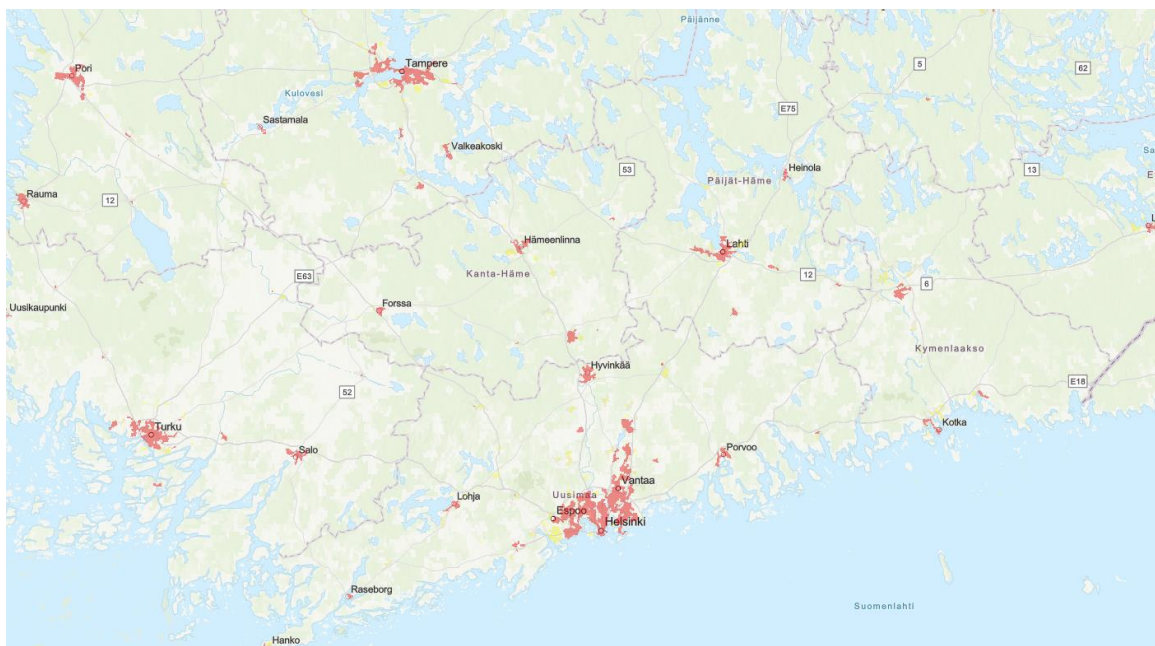 Päijänne
Pori
Tampere
5
62
Kulovesi
E75
Sastamala
Valkeakoski
53
13
Heinola
Päijät-Häme
Rauma
12
Hämeenlinna
Lahti
Kanta-Häme
E63
12
6
Uusikaupunki
Forssa
Kymenlaakso
Hyvinkää
52
E18
Turku
Kotka
Salo
Porvoo
Vantaa
Lohja
Uusimaa
Espoo
Helsinki
Raseborg
Suomenlahti
Hanko